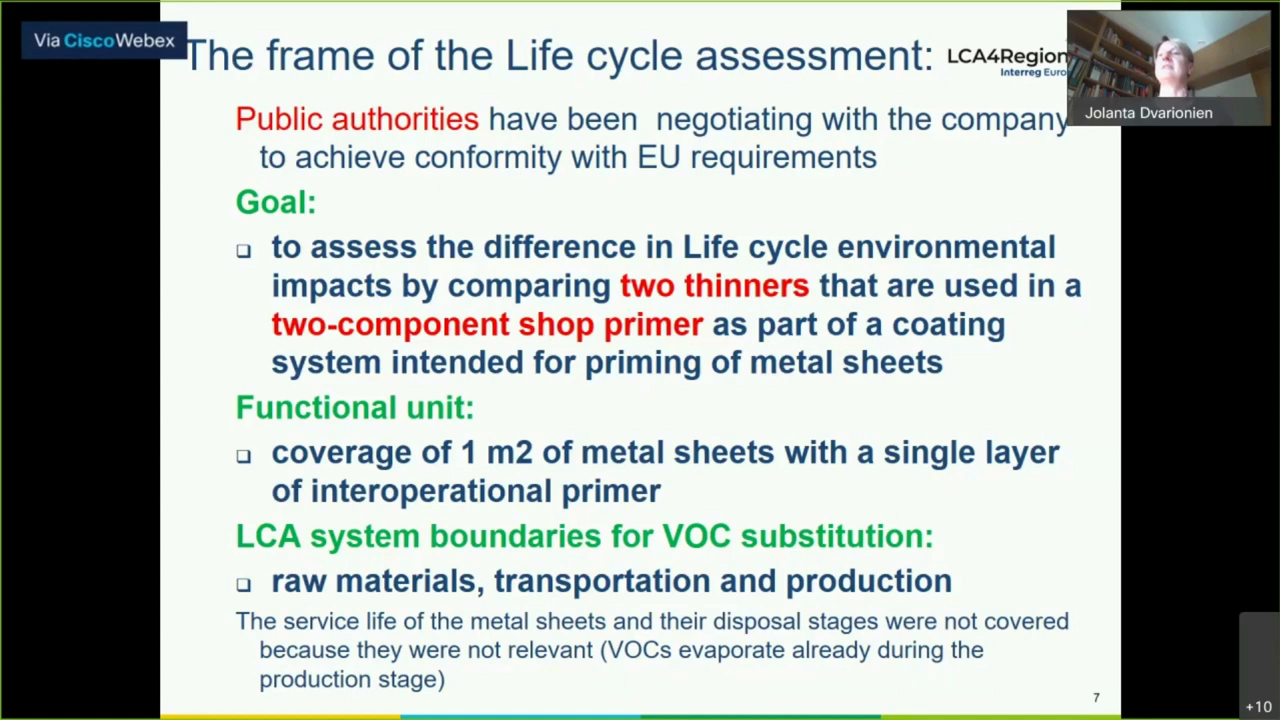 Via CiscoWebex
The frame of the Life cycle assessment:
LCA4Region
Interreg Euro
Jolanta Dvarionien
Public authorities have been negotiating with the company
to achieve conformity with EU requirements
Goal:
to assess the difference in Life cycle environmental
impacts by comparing two thinners that are used in a
two-component shop primer as part of a coating
system intended for priming of metal sheets
Functional unit:
coverage of 1 m2 of metal sheets with a single layer
of interoperational primer
LCA system boundaries for VOC substitution:
raw materials, transportation and production
The service life of the metal sheets and their disposal stages were not covered
because they were not relevant (VOCs evaporate already during the
production stage)
7
+10